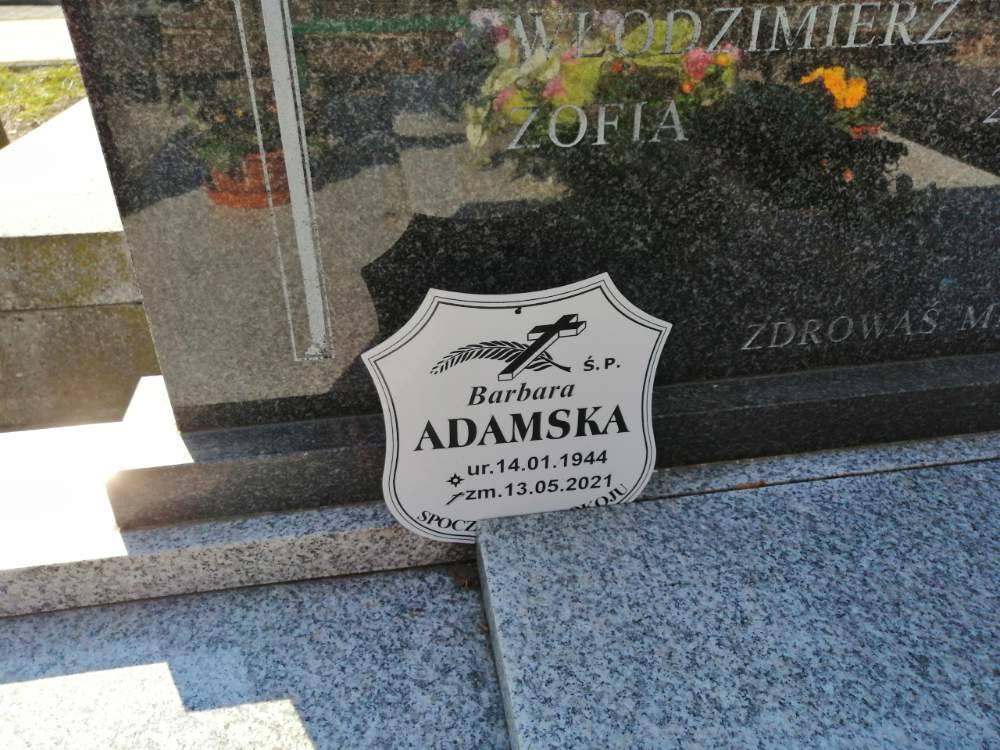 WŁODZIMIERZ
ZOFIA
ZDROWAŚ
Ś.P.
Barbara
ADAMSKA
ur.14.01.1944
zm.13.05.2021